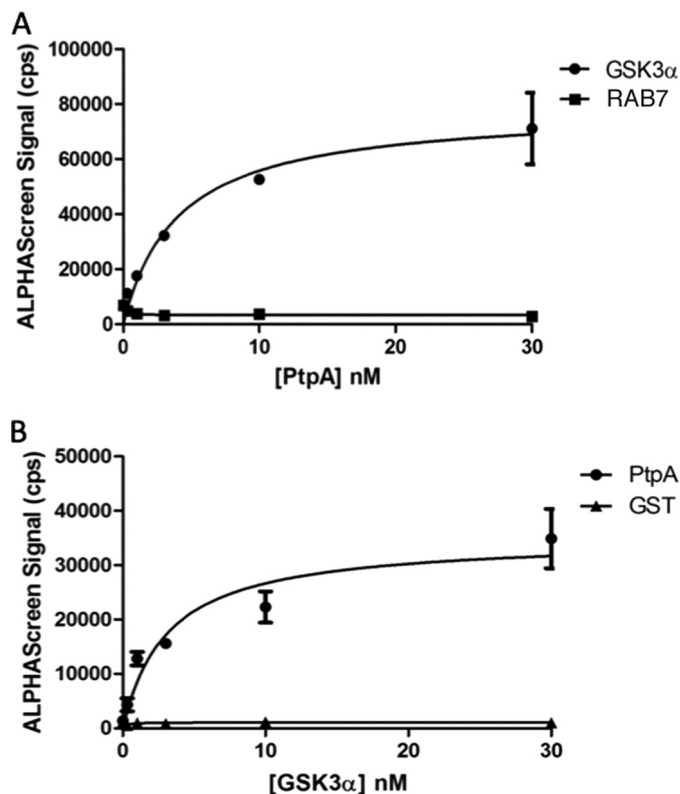 A
ALPHAScreen Signal (cps)
100000
80000
60000
40000
20000
0
0
10
20
30
[PtpA] nM
GSK3α
RAB7
B
ALPHAScreen Signal (cps)
50000
40000
30000
20000
10000
0
0
10
20
30
[GSK3α] nM
PtpA
GST